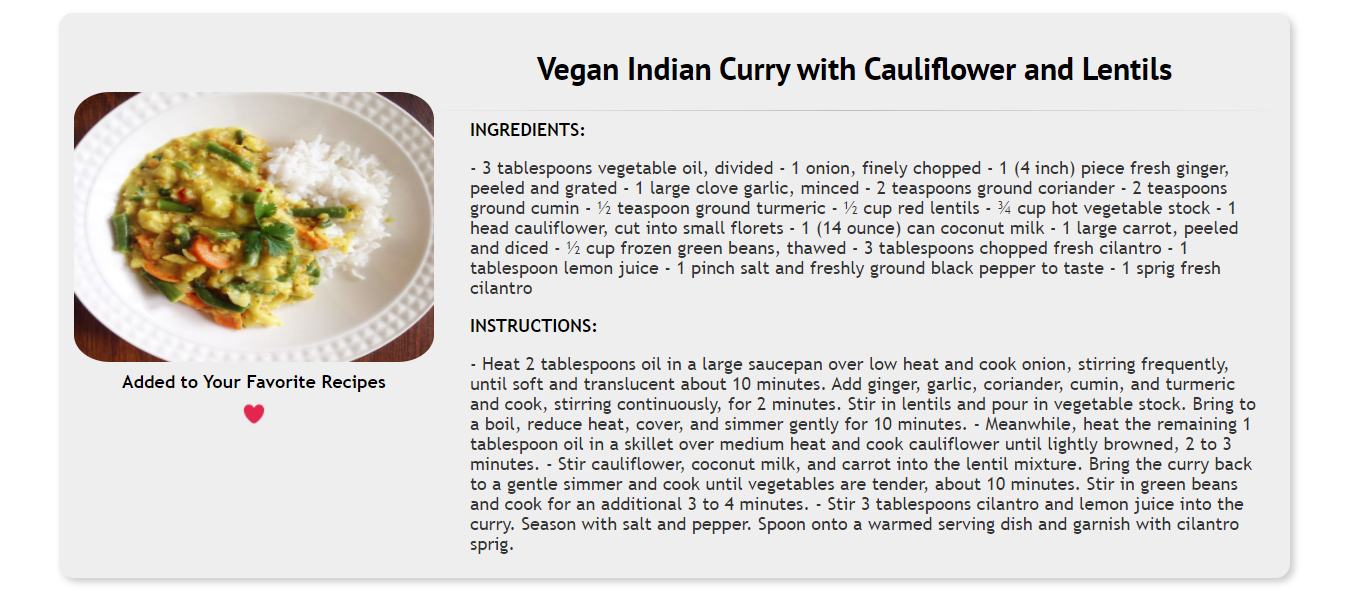 Vegan Indian Curry with Cauliflower and Lentils
INGREDIENTS:
- 3 tablespoons vegetable oil, divided - 1 onion, finely chopped - 1 (4 inch) piece fresh ginger,
peeled and grated - 1 large clove garlic, minced - 2 teaspoons ground coriander - 2 teaspoons
ground cumin - ½ teaspoon ground turmeric - ½ cup red lentils - ¾ cup hot vegetable stock - 1
head cauliflower, cut into small florets - 1 (14 ounce) can coconut milk - 1 large carrot, peeled
and diced - ½ cup frozen green beans, thawed - 3 tablespoons chopped fresh cilantro - 1
tablespoon lemon juice - 1 pinch salt and freshly ground black pepper to taste - 1 sprig fresh
cilantro
INSTRUCTIONS:
- Heat 2 tablespoons oil in a large saucepan over low heat and cook onion, stirring frequently,
until soft and translucent about 10 minutes. Add ginger, garlic, coriander, cumin, and turmeric
and cook, stirring continuously, for 2 minutes. Stir in lentils and pour in vegetable stock. Bring to
a boil, reduce heat, cover, and simmer gently for 10 minutes. - Meanwhile, heat the remaining 1
tablespoon oil in a skillet over medium heat and cook cauliflower until lightly browned, 2 to 3
minutes. - Stir cauliflower, coconut milk, and carrot into the lentil mixture. Bring the curry back
to a gentle simmer and cook until vegetables are tender, about 10 minutes. Stir in green beans
and cook for an additional 3 to 4 minutes. - Stir 3 tablespoons cilantro and lemon juice into the
curry. Season with salt and pepper. Spoon onto a warmed serving dish and garnish with cilantro
sprig.
Added to Your Favorite Recipes